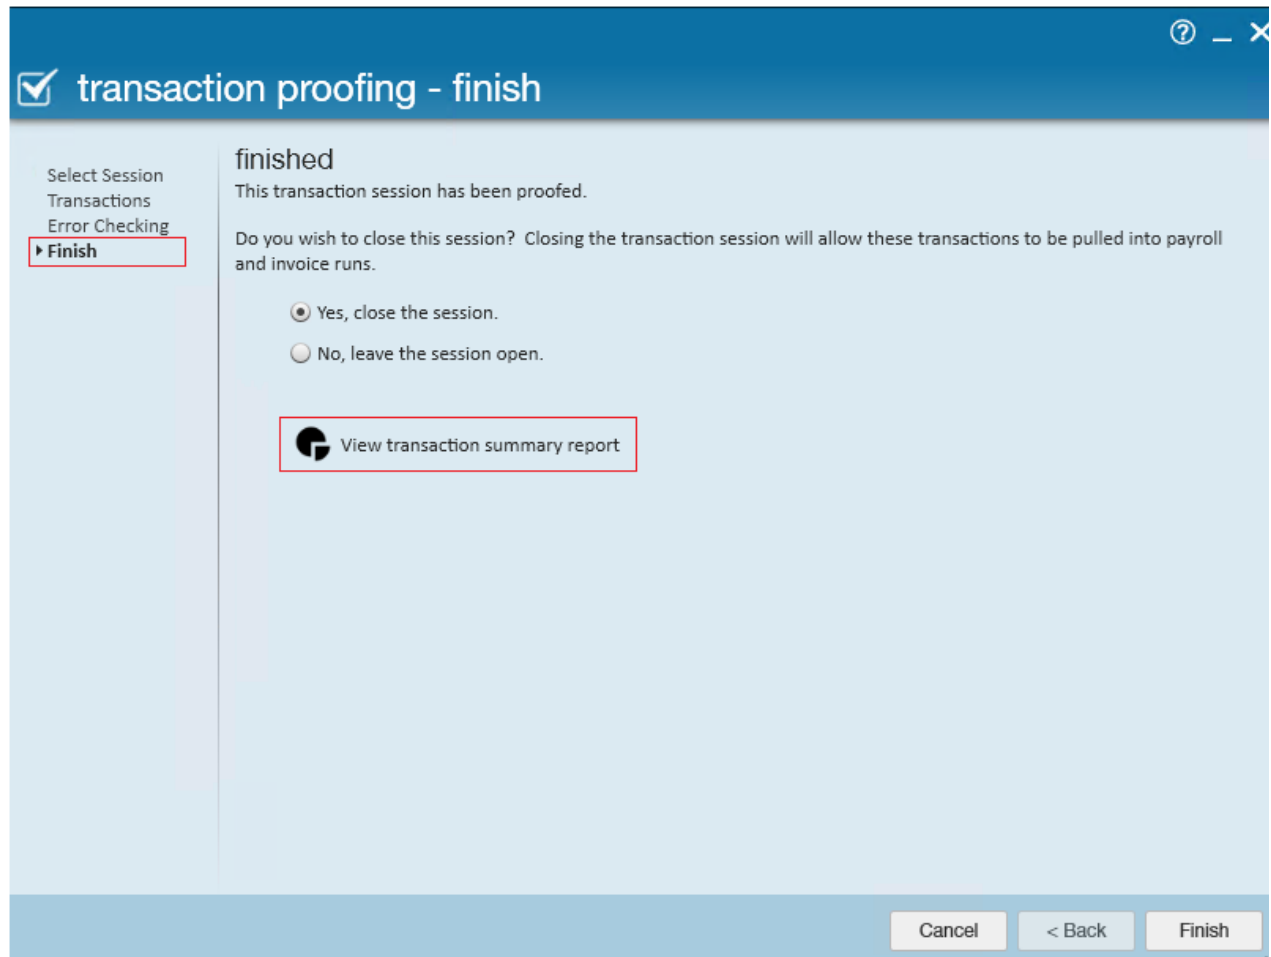 transaction proofing - finish
Select Session
Transactions
Error Checking
Finish
finished
This transaction session has been proofed.
Do you wish to close this session?  Closing the transaction session will allow these transactions to be pulled into payroll
and invoice runs.
Yes, close the session.
No, leave the session open.
View transaction summary report
Cancel
< Back
Finish